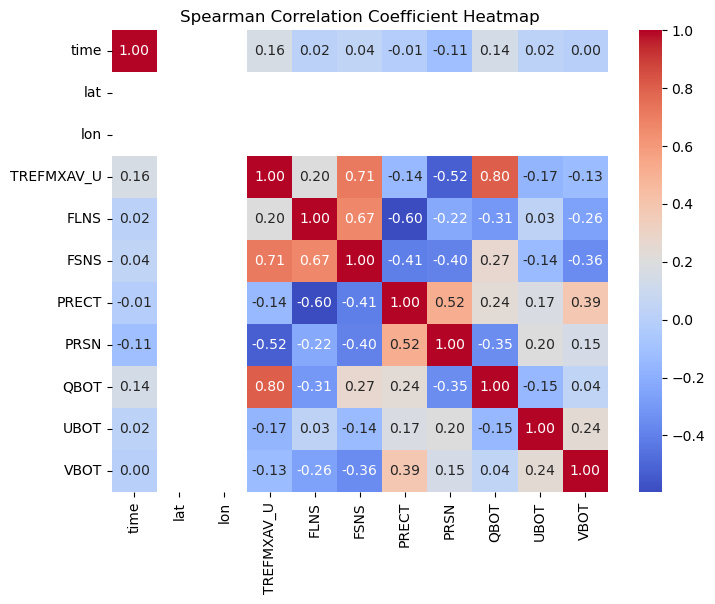 Spearman Correlation Coefficient Heatmap
time 1.00 0.16 0.02 0.04 -0.01 -0.11 0.14 0.02 0.00
lat
lon
TREFMXAV_U 0.16 1.00 0.20 0.71 -0.14 -0.52 0.80 -0.17 -0.13
FLNS 0.02 0.20 1.00 0.67 -0.60 -0.22 -0.31 0.03 -0.26
FSNS 0.04 0.71 0.67 1.00 -0.41 -0.40 0.27 -0.14 -0.36
PRECT -0.01 -0.14 -0.60 -0.41 1.00 0.52 0.24 0.17 0.39
PRSN -0.11 -0.52 -0.22 -0.40 0.52 1.00 -0.35 0.20 0.15
QBOT 0.14 0.80 -0.31 0.27 0.24 -0.35 1.00 -0.15 0.04
UBOT 0.02 -0.17 0.03 -0.14 0.17 0.20 -0.15 1.00 0.24
VBOT 0.00 -0.13 -0.26 -0.36 0.39 0.15 0.04 0.24 1.00
time lat lon TREFMXAV_U FLNS FSNS PRECT PRSN QBOT UBOT VBOT
1.0
0.8
0.6
0.4
0.2
0.0
−0.2
−0.4